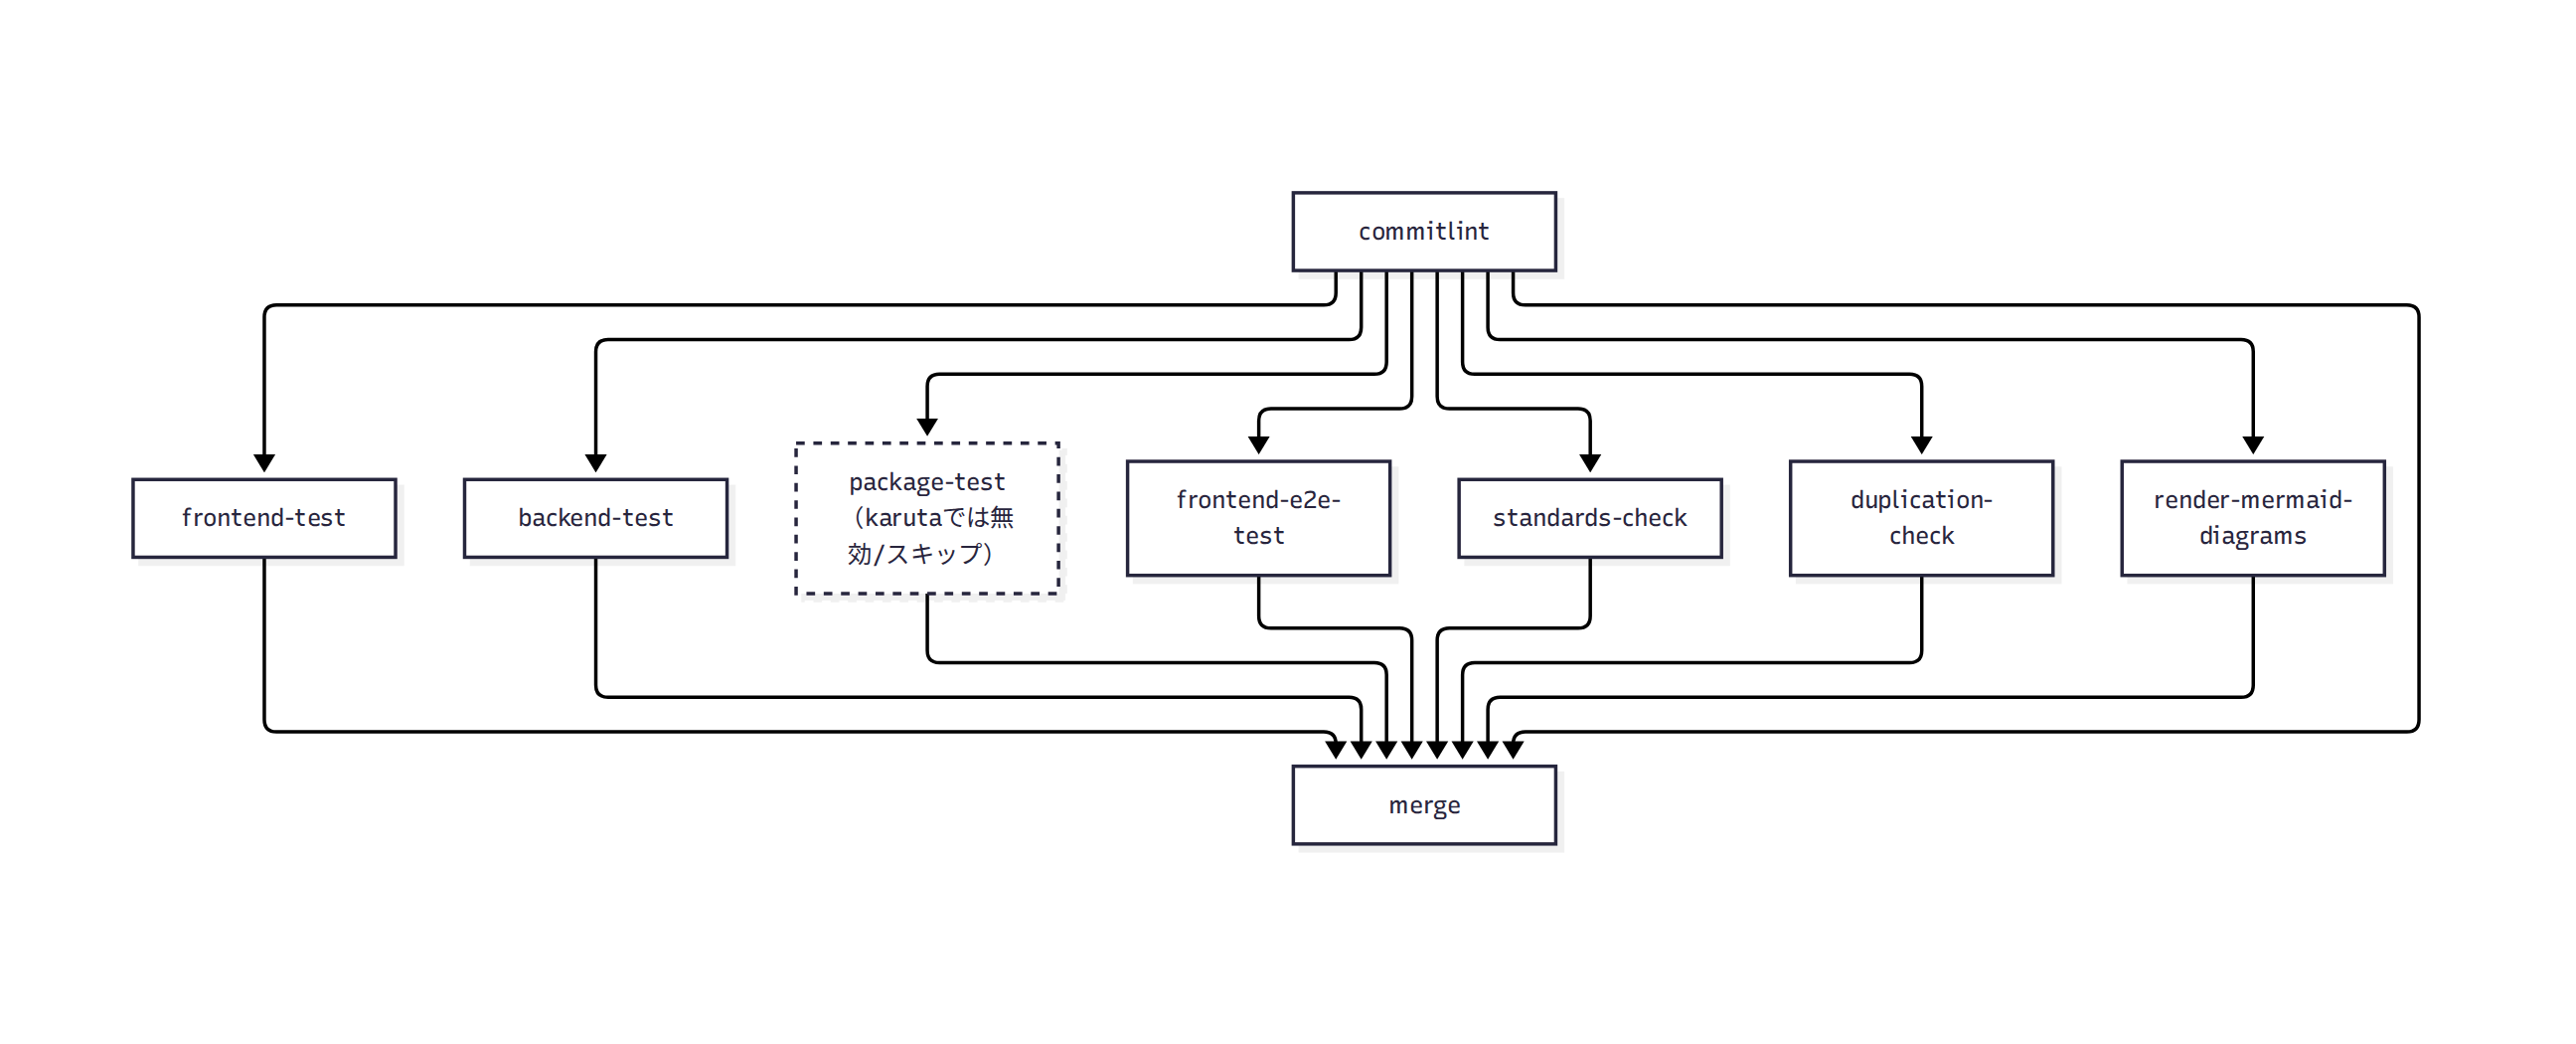 commitlint
frontend-test
backend-test
package-test
（karutaでは無
効/スキップ）
frontend-e2e-
test
standards-check
duplication-
check
render-mermaid-
diagrams
merge